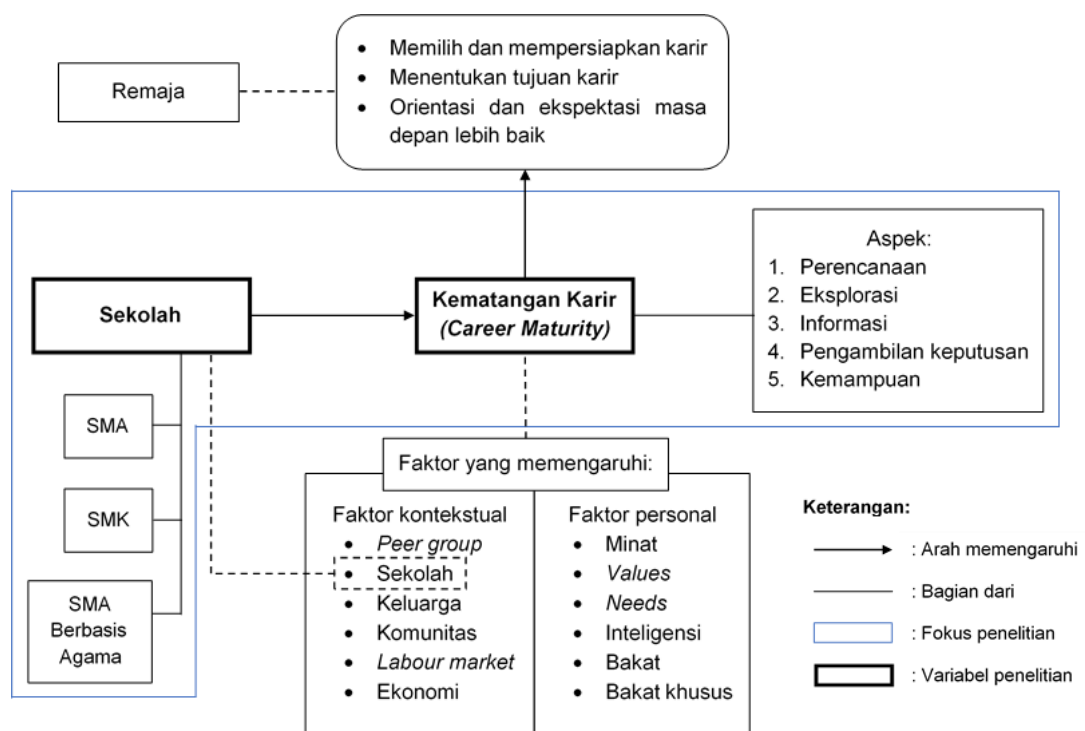 • Memilih dan mempersiapkan karir
• Menentukan tujuan karir
• Orientasi dan ekspektasi masa
depan lebih baik
Remaja
Sekolah
Kematangan Karir
(Career Maturity)
Aspek:
1. Perencanaan
2. Eksplorasi
3. Informasi
4. Pengambilan keputusan
5. Kemampuan
SMA
SMK
SMA
Berbasis
Agama
Faktor yang memengaruhi:
Faktor kontekstual
• Peer group
• Sekolah
• Keluarga
• Komunitas
• Labour market
• Ekonomi
Faktor personal
• Minat
• Values
• Needs
• Inteligensi
• Bakat
• Bakat khusus
Keterangan:
: Arah memengaruhi
: Bagian dari
: Fokus penelitian
: Variabel penelitian